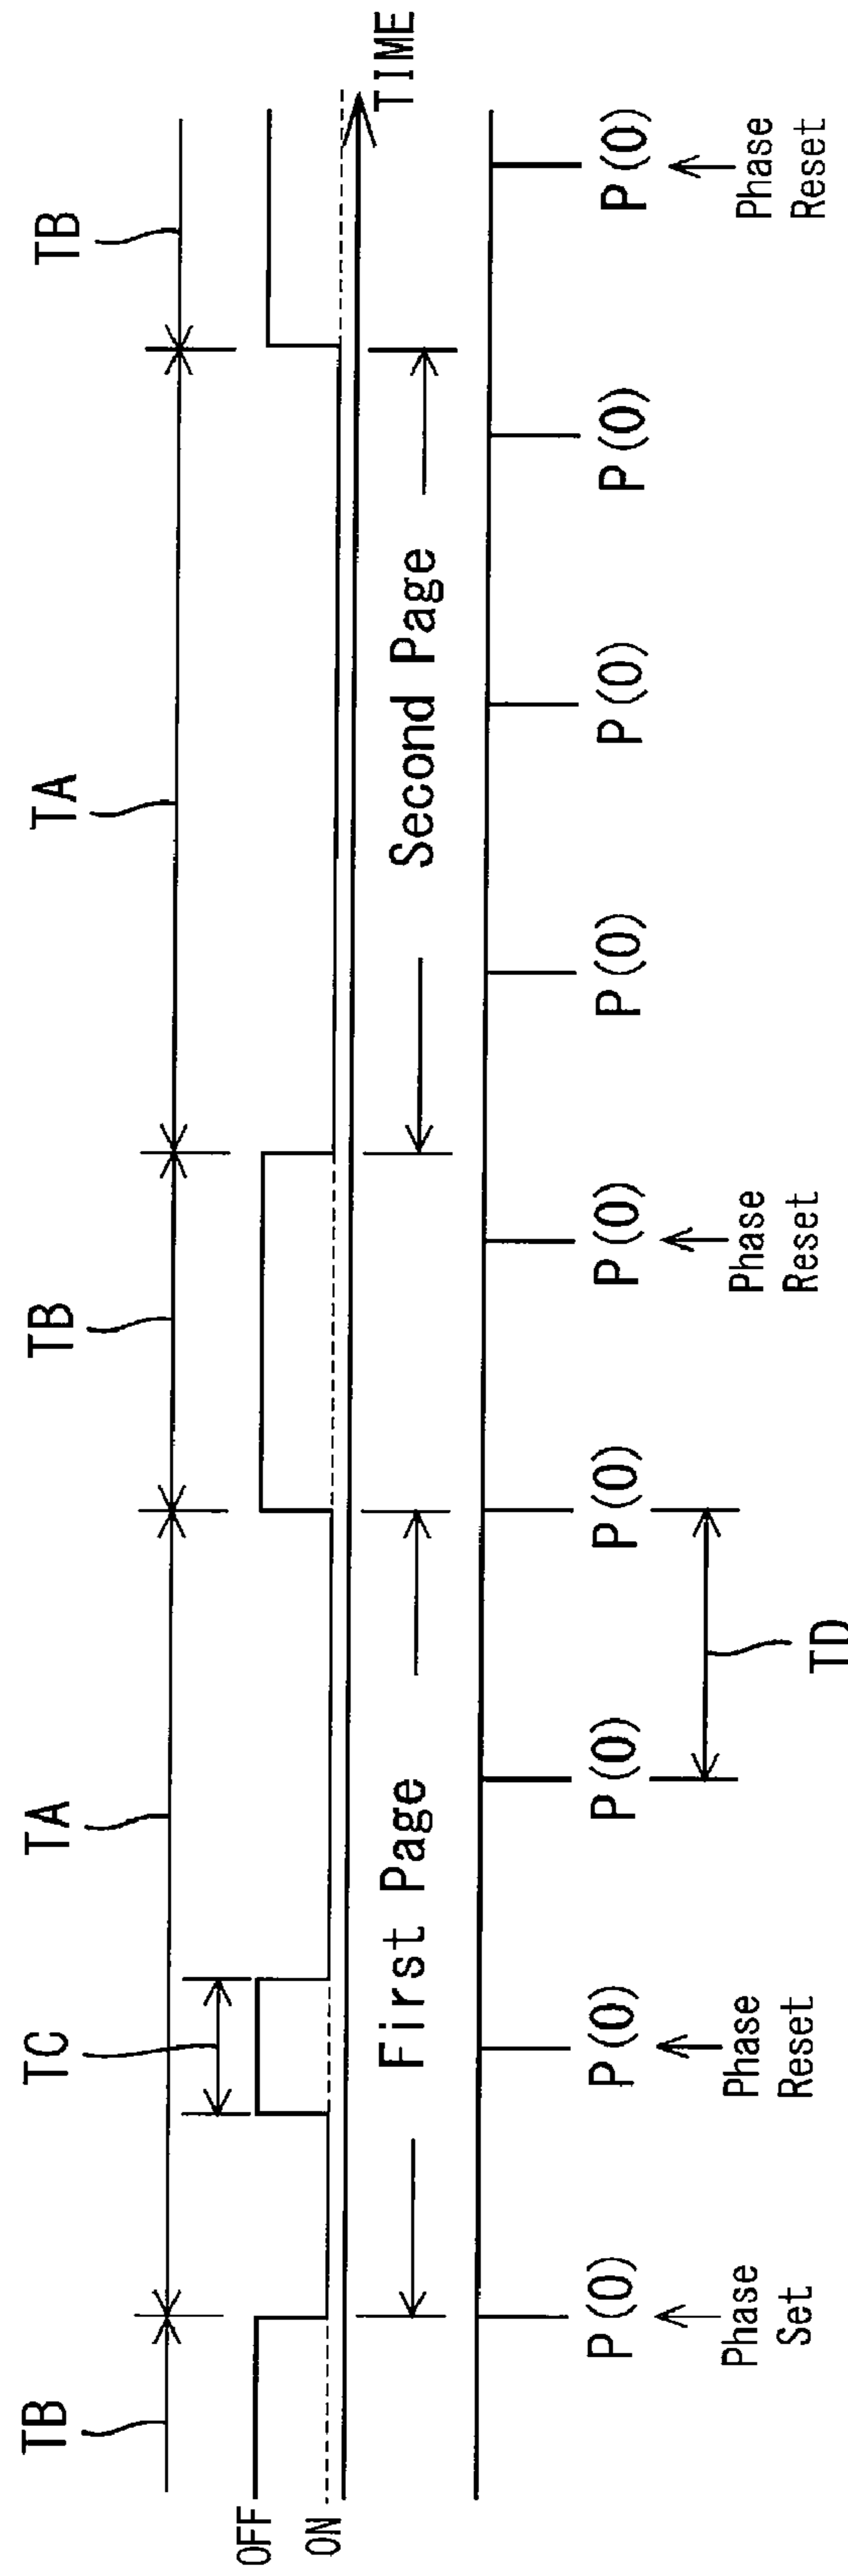 TB
TA
TB
TA
TB
TC
OFF
ON
TIME
First Page
Second Page
P(0)
P(0)
P(0)
P(0)
P(0)
P(0)
P(0)
P(0)
P(0)
Phase
Set
Phase
Reset
Phase
Reset
Phase
Reset
TD